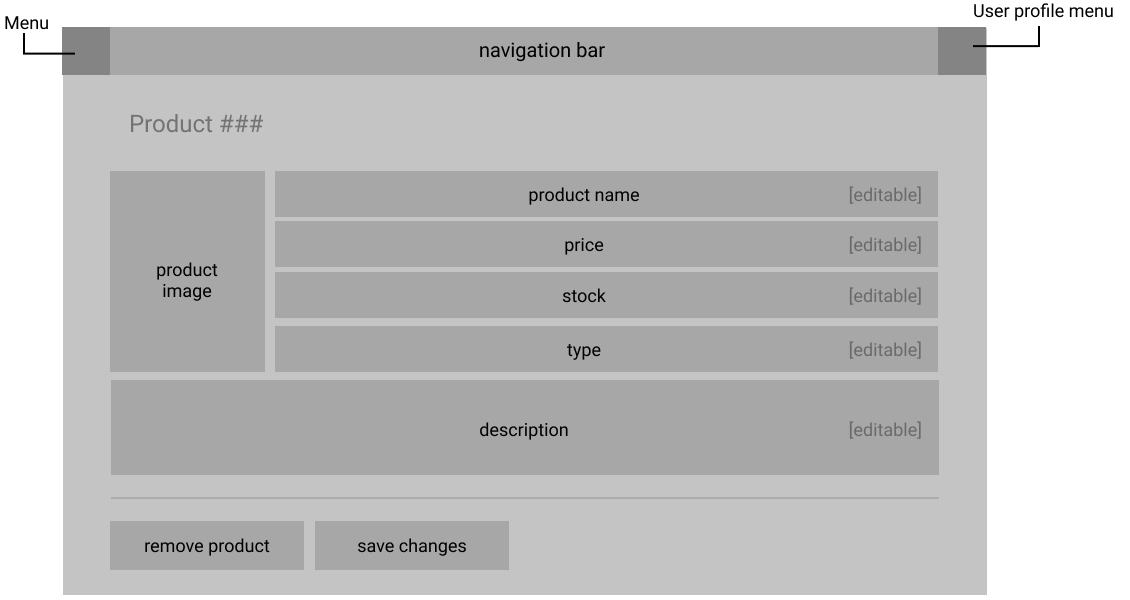 Menu
User profile menu
navigation bar
Product ###
product
image
product name [editable]
price [editable]
stock [editable]
type [editable]
description [editable]
remove product
save changes